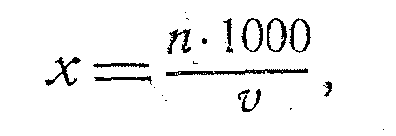 x = n · 1000 / v,